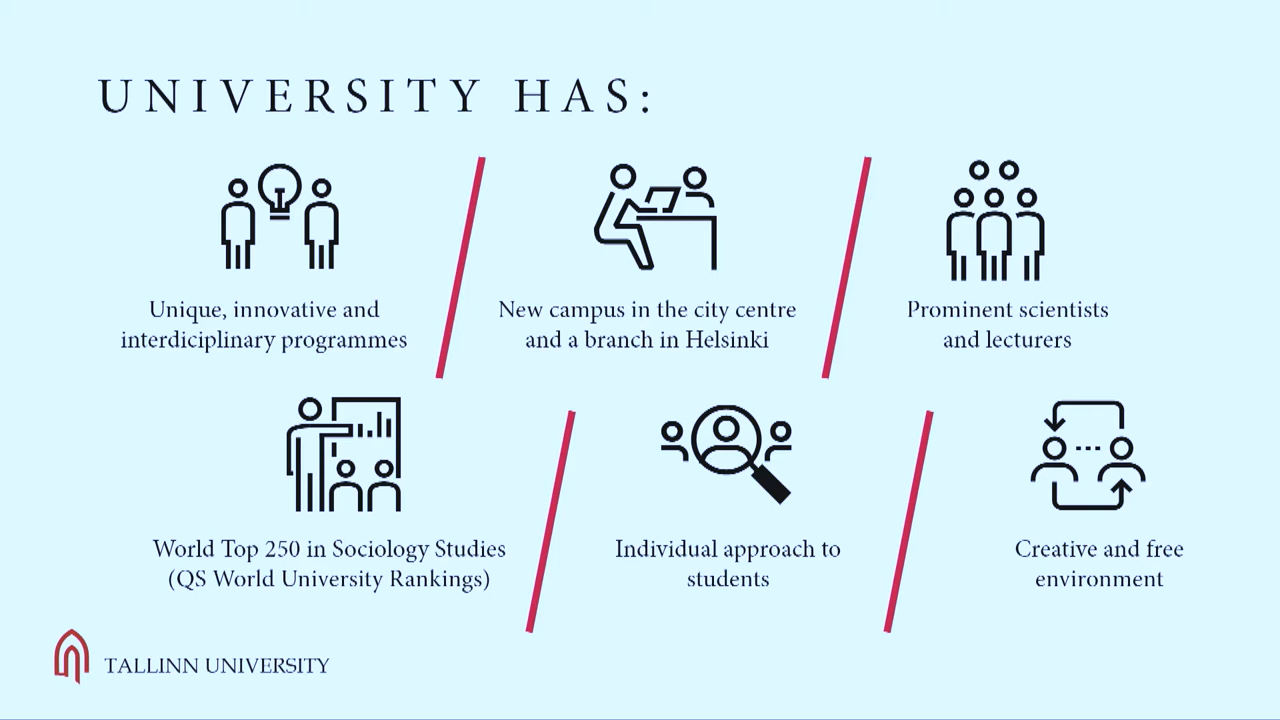 UNIVERSITY HAS:
Unique, innovative and
interdiciplinary programmes
New campus in the city centre
and a branch in Helsinki
Prominent scientists
and lecturers
World Top 250 in Sociology Studies
(QS World University Rankings)
Individual approach to
students
Creative and free
environment
TALLINN UNIVERSITY